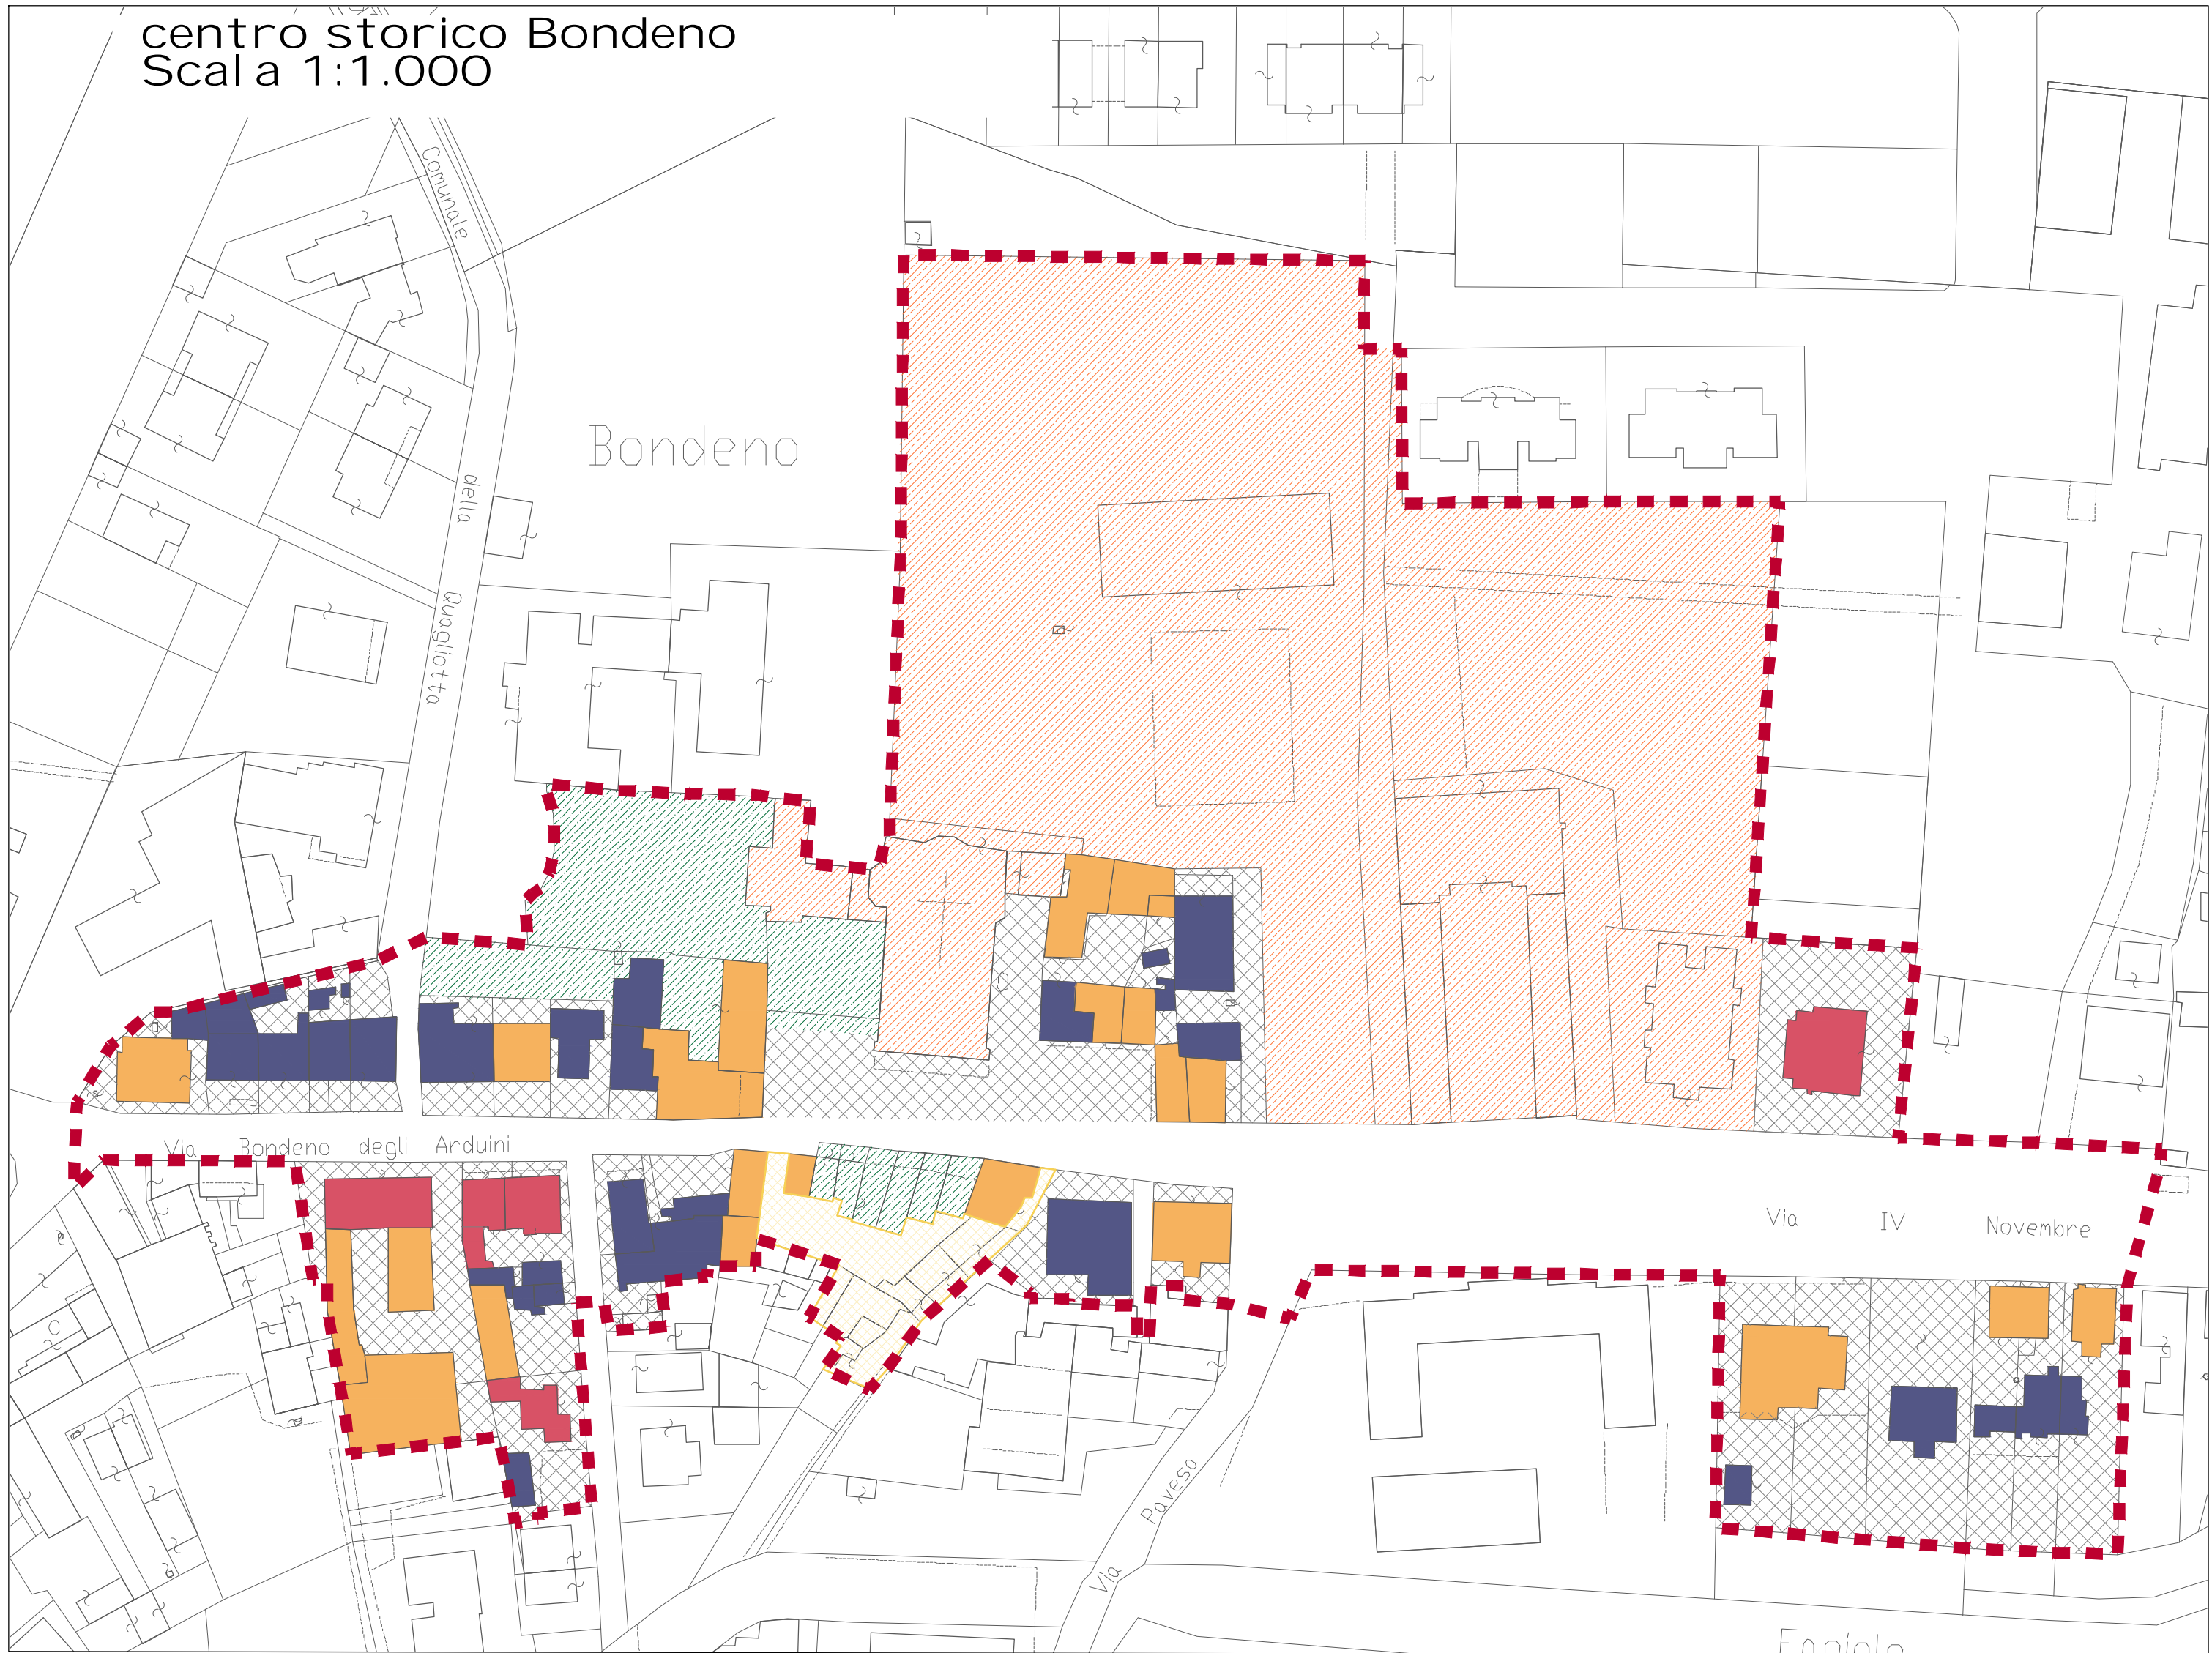 centro storico Bondeno
Scala 1:1.000
Comunale
Bondeno
della
Quagliotta
Via Bondeno degli Arduini
Via IV Novembre
Via Pavesa